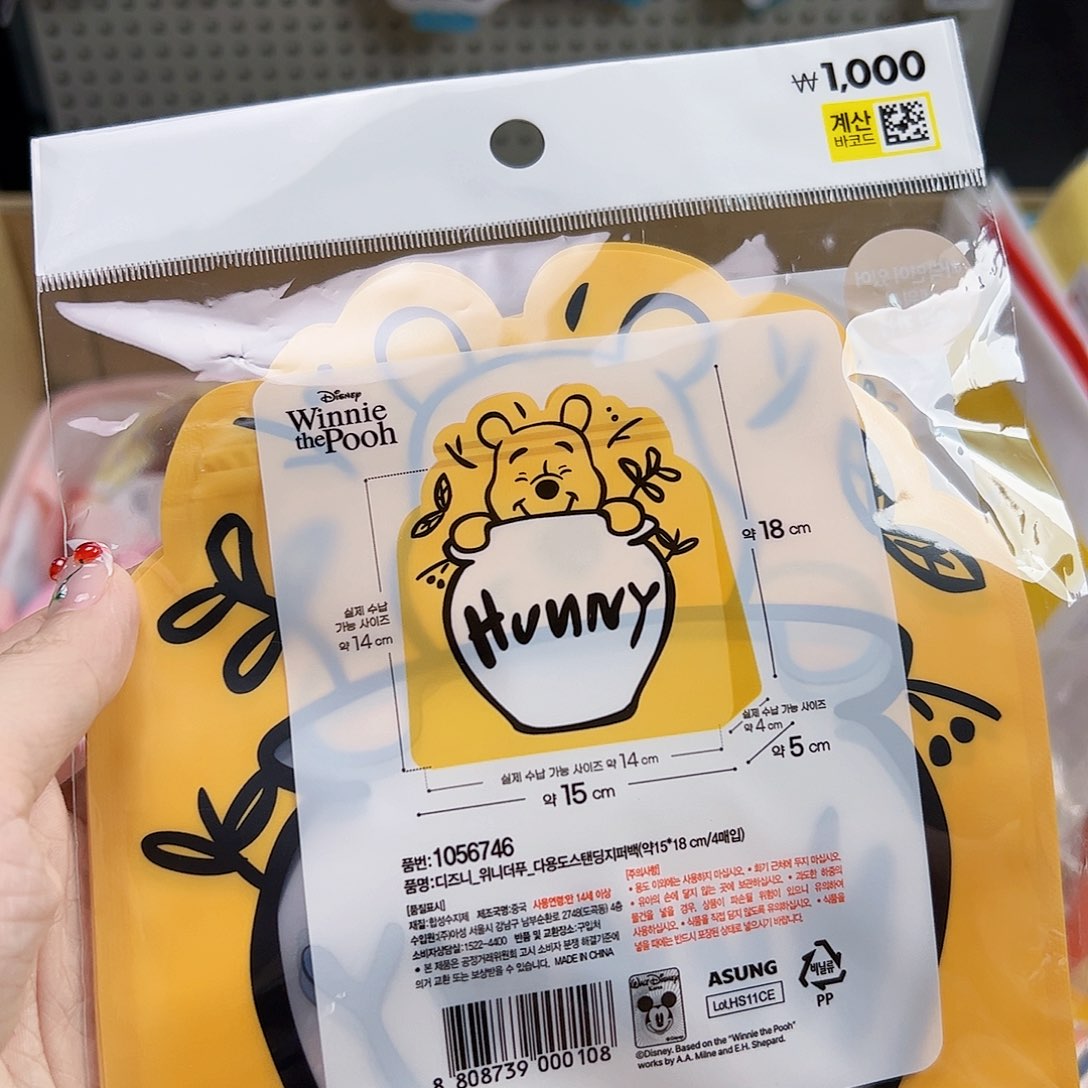 ₩1,000
계산
바코드
Disney
Winnie
the Pooh
약 18 cm
실제 수납
가능 사이즈
약 14 cm
HUNNY
실제 수납 가능 사이즈
약 4 cm
약 5 cm
실제 수납 가능 사이즈 약 14 cm
약 15 cm
품번:1056746
품명:디즈니_위니더푸_다용도스탠딩지퍼백(약15*18 cm/4매입)
[품질표시]
재질:합성수지제 제조국명:중국 사용연령:만 14세 이상
수입원:(주)아성 서울시 강남구 남부순환로 2748(도곡동) 4층
소비자상담실:1522-4400 반품 및 교환장소:구입처
• 본 제품은 공정거래위원회 고시 소비자 분쟁 해결기준에
의거 교환 또는 보상받을 수 있습니다. MADE IN CHINA
[주의사항]
• 용도 이외에는 사용하지 마십시오. • 화기 근처에 두지 마십시오.
• 유아의 손에 닿지 않는 곳에 보관하십시오. • 과도한 하중의
물건을 넣을 경우, 상품이 파손될 위험이 있으니 유의하여
사용하십시오. • 식품을 직접 담지 않도록 유의하십시오. • 식품을
넣을 때에는 반드시 포장된 상태로 넣으시기 바랍니다.
8 808739 000108
Walt Disney
Korea
©Disney
ASUNG
Lot.HS11CE
비닐류
PP
©Disney. Based on the "Winnie the Pooh"
works by A.A. Milne and E.H. Shepard.